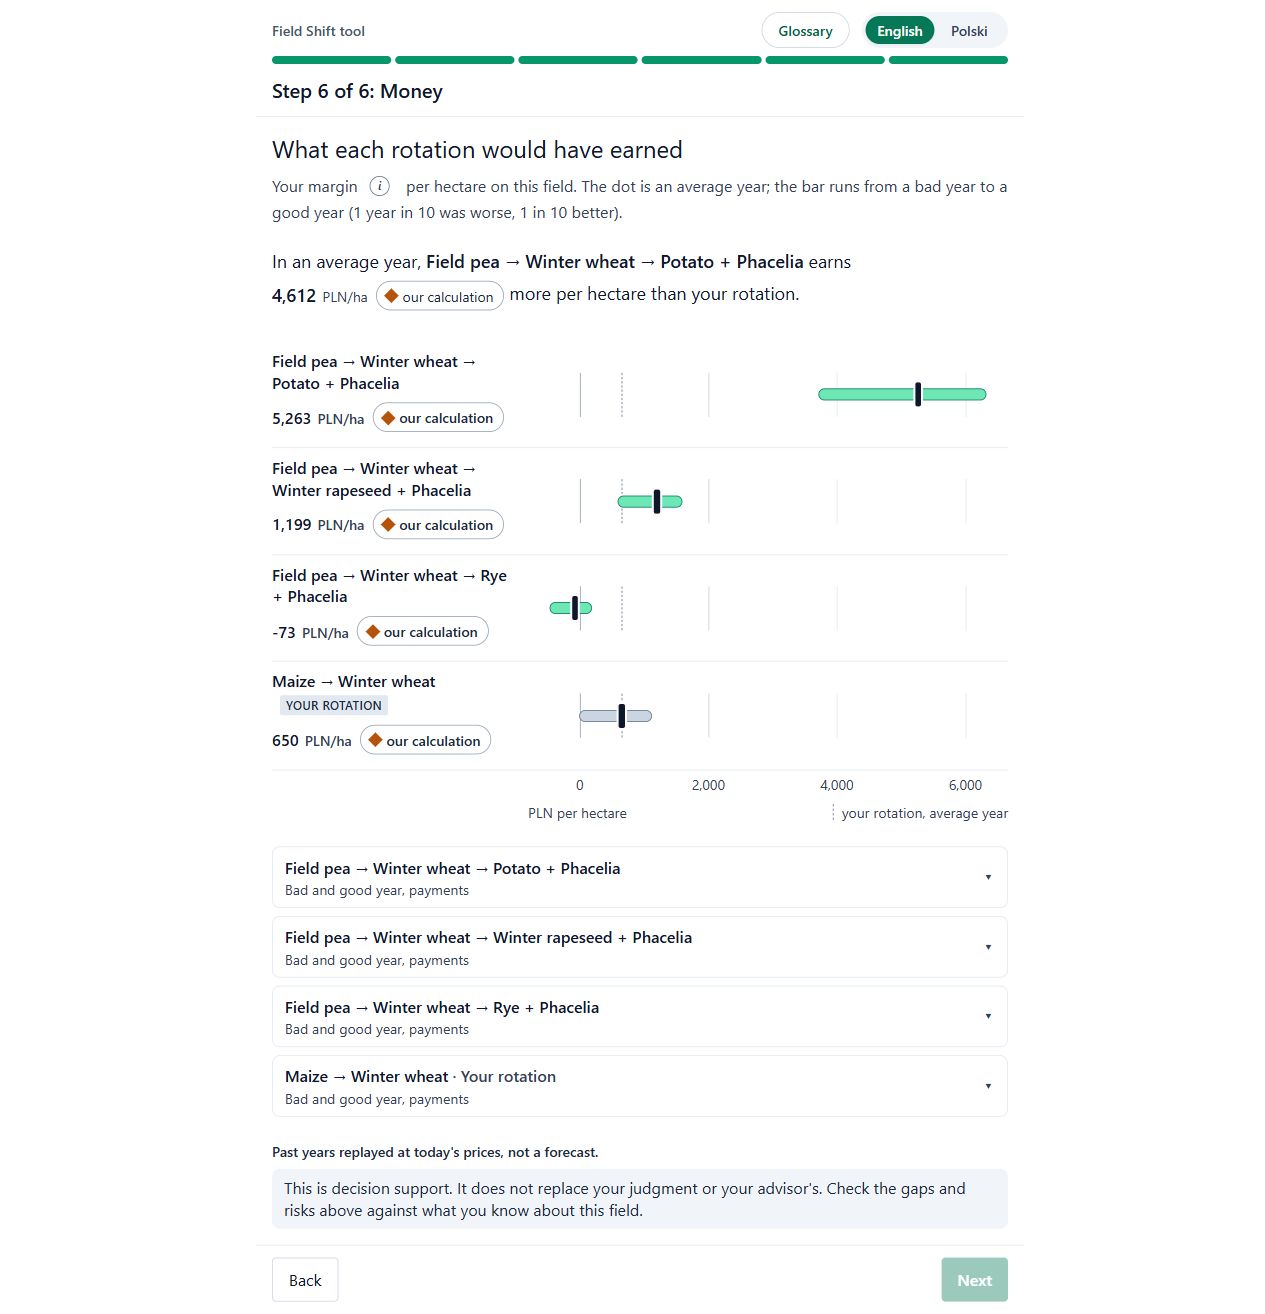 Field Shift tool
Glossary
English
Polski
Step 6 of 6: Money
What each rotation would have earned
Your margin i per hectare on this field. The dot is an average year; the bar runs from a bad year to a
good year (1 year in 10 was worse, 1 in 10 better).
In an average year, Field pea → Winter wheat → Potato + Phacelia earns
4,612 PLN/ha ◆ our calculation more per hectare than your rotation.
Field pea → Winter wheat →
Potato + Phacelia
5,263 PLN/ha ◆ our calculation
Field pea → Winter wheat →
Winter rapeseed + Phacelia
1,199 PLN/ha ◆ our calculation
Field pea → Winter wheat → Rye
+ Phacelia
-73 PLN/ha ◆ our calculation
Maize → Winter wheat
YOUR ROTATION
650 PLN/ha ◆ our calculation
0 2,000 4,000 6,000
PLN per hectare
your rotation, average year
Field pea → Winter wheat → Potato + Phacelia
Bad and good year, payments
Field pea → Winter wheat → Winter rapeseed + Phacelia
Bad and good year, payments
Field pea → Winter wheat → Rye + Phacelia
Bad and good year, payments
Maize → Winter wheat · Your rotation
Bad and good year, payments
Past years replayed at today's prices, not a forecast.
This is decision support. It does not replace your judgment or your advisor's. Check the gaps and
risks above against what you know about this field.
Back
Next